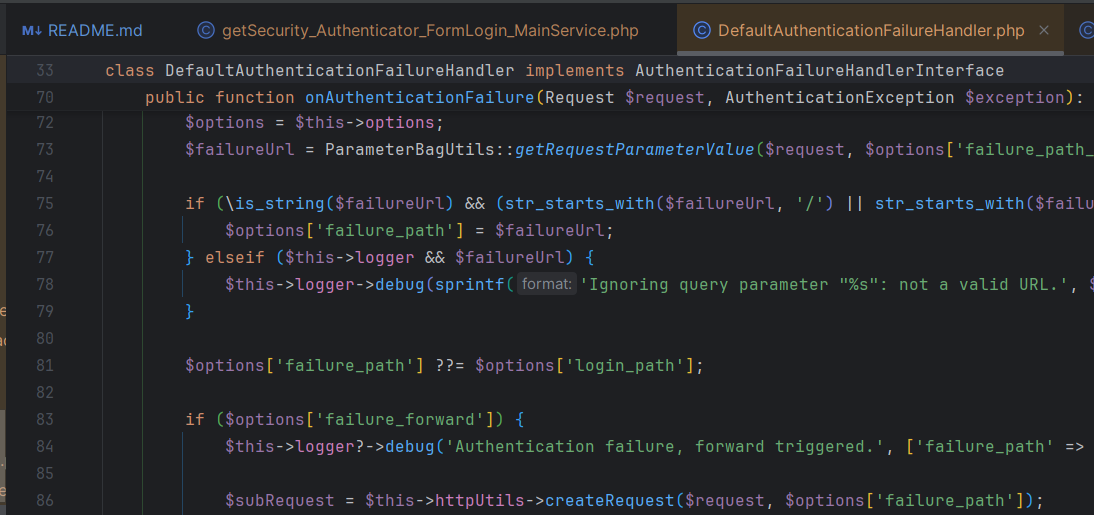 README.md
getSecurity_Authenticator_FormLogin_MainService.php
DefaultAuthenticationFailureHandler.php
33 class DefaultAuthenticationFailureHandler implements AuthenticationFailureHandlerInterface
70 public function onAuthenticationFailure(Request $request, AuthenticationException $exception):
72 $options = $this->options;
73 $failureUrl = ParameterBagUtils::getRequestParameterValue($request, $options['failure_path_
74
75 if (\is_string($failureUrl) && (str_starts_with($failureUrl, '/') || str_starts_with($failu
76 $options['failure_path'] = $failureUrl;
77 } elseif ($this->logger && $failureUrl) {
78 $this->logger->debug(sprintf( format: 'Ignoring query parameter "%s": not a valid URL.', $
79 }
80
81 $options['failure_path'] ??= $options['login_path'];
82
83 if ($options['failure_forward']) {
84 $this->logger?->debug('Authentication failure, forward triggered.', ['failure_path' =>
85
86 $subRequest = $this->httpUtils->createRequest($request, $options['failure_path']);